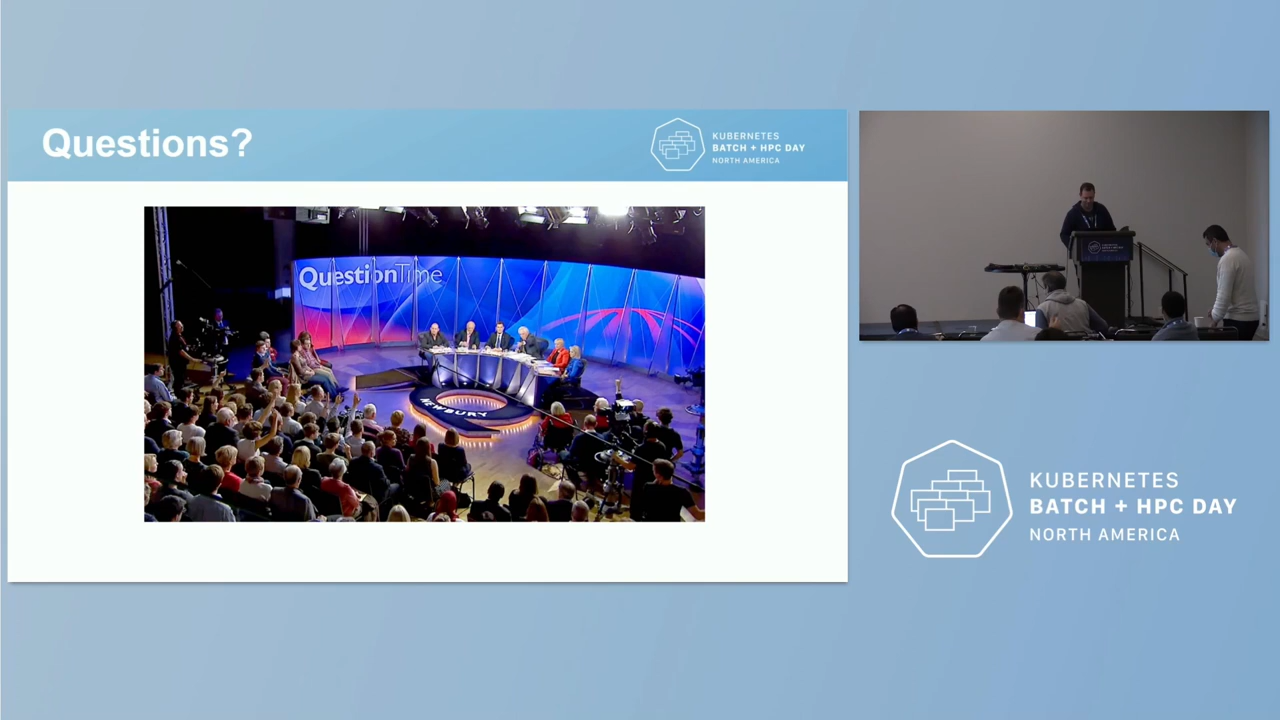 Questions?
KUBERNETES
BATCH + HPC DAY
NORTH AMERICA
QuestionTime
NEWBURY
KUBERNETES
BATCH + HPC DAY
NORTH AMERICA